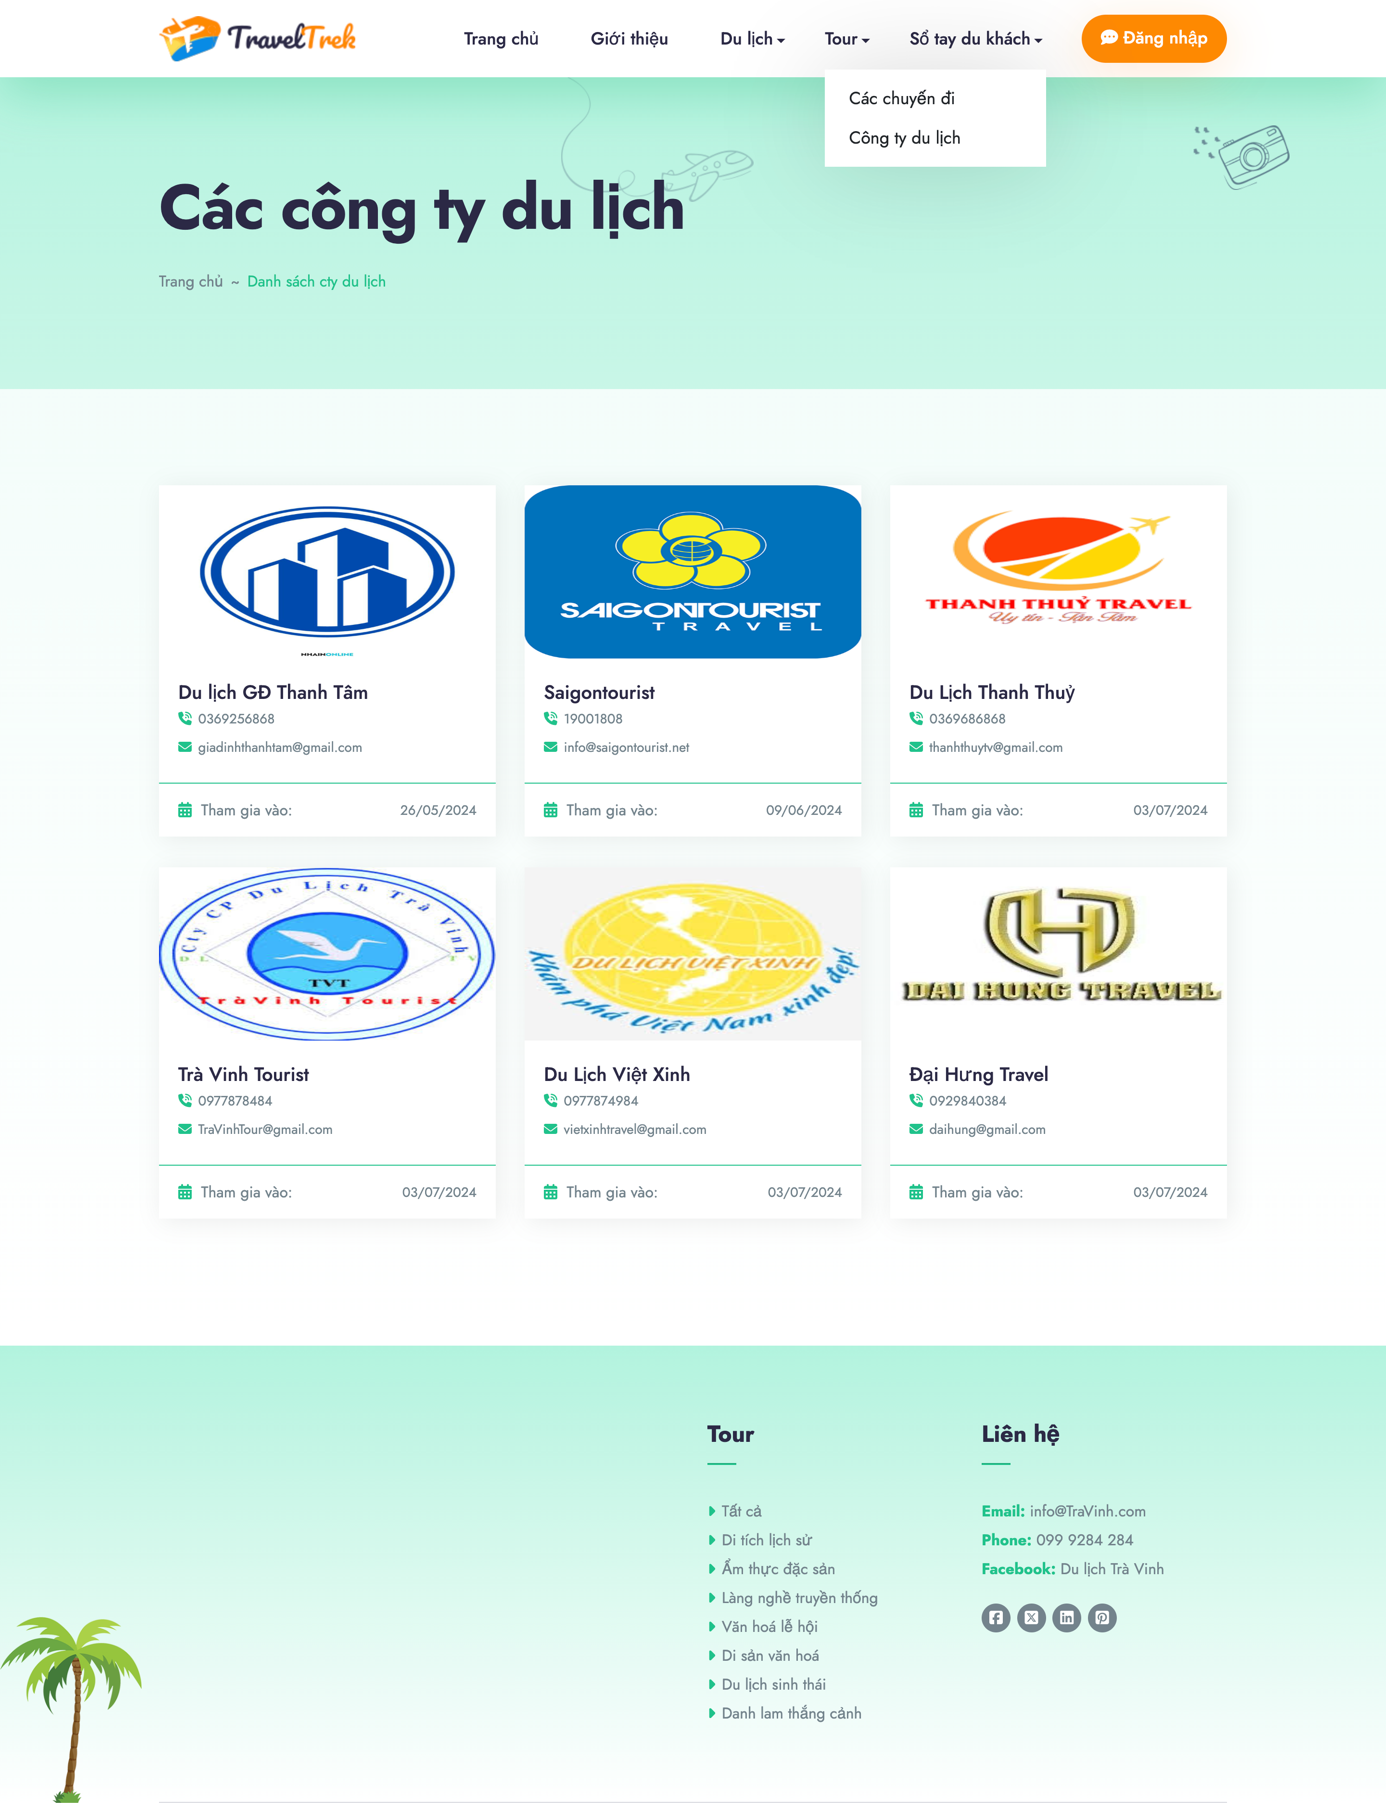 TravelTrek
Trang chủ
Giới thiệu
Du lịch
Tour
Sổ tay du khách
Đăng nhập
Các chuyến đi
Công ty du lịch
Các công ty du lịch
Trang chủ ~ Danh sách cty du lịch
NHAINONLINE
SAIGONTOURIST
TRAVEL
THANH THUỶ TRAVEL
Uy tín - Tận Tâm
Du lịch GĐ Thanh Tâm
Saigontourist
Du Lịch Thanh Thuỷ
0369256868
19001808
0369686868
giadinhthanhtam@gmail.com
info@saigontourist.net
thanhthuytv@gmail.com
Tham gia vào: 26/05/2024
Tham gia vào: 09/06/2024
Tham gia vào: 03/07/2024
Cty CP Du Lịch Trà Vinh
DL TV
TVT
TràVinh Tourist
DU LỊCH VIỆT XINH
Khám phá Việt Nam xinh đẹp!
DAI HUNG TRAVEL
Trà Vinh Tourist
Du Lịch Việt Xinh
Đại Hưng Travel
0977878484
0977874984
0929840384
TraVinhTour@gmail.com
vietxinhtravel@gmail.com
daihung@gmail.com
Tham gia vào: 03/07/2024
Tham gia vào: 03/07/2024
Tham gia vào: 03/07/2024
Tour
Tất cả
Di tích lịch sử
Ẩm thực đặc sản
Làng nghề truyền thống
Văn hoá lễ hội
Di sản văn hoá
Du lịch sinh thái
Danh lam thắng cảnh
Liên hệ
Email: info@TraVinh.com
Phone: 099 9284 284
Facebook: Du lịch Trà Vinh